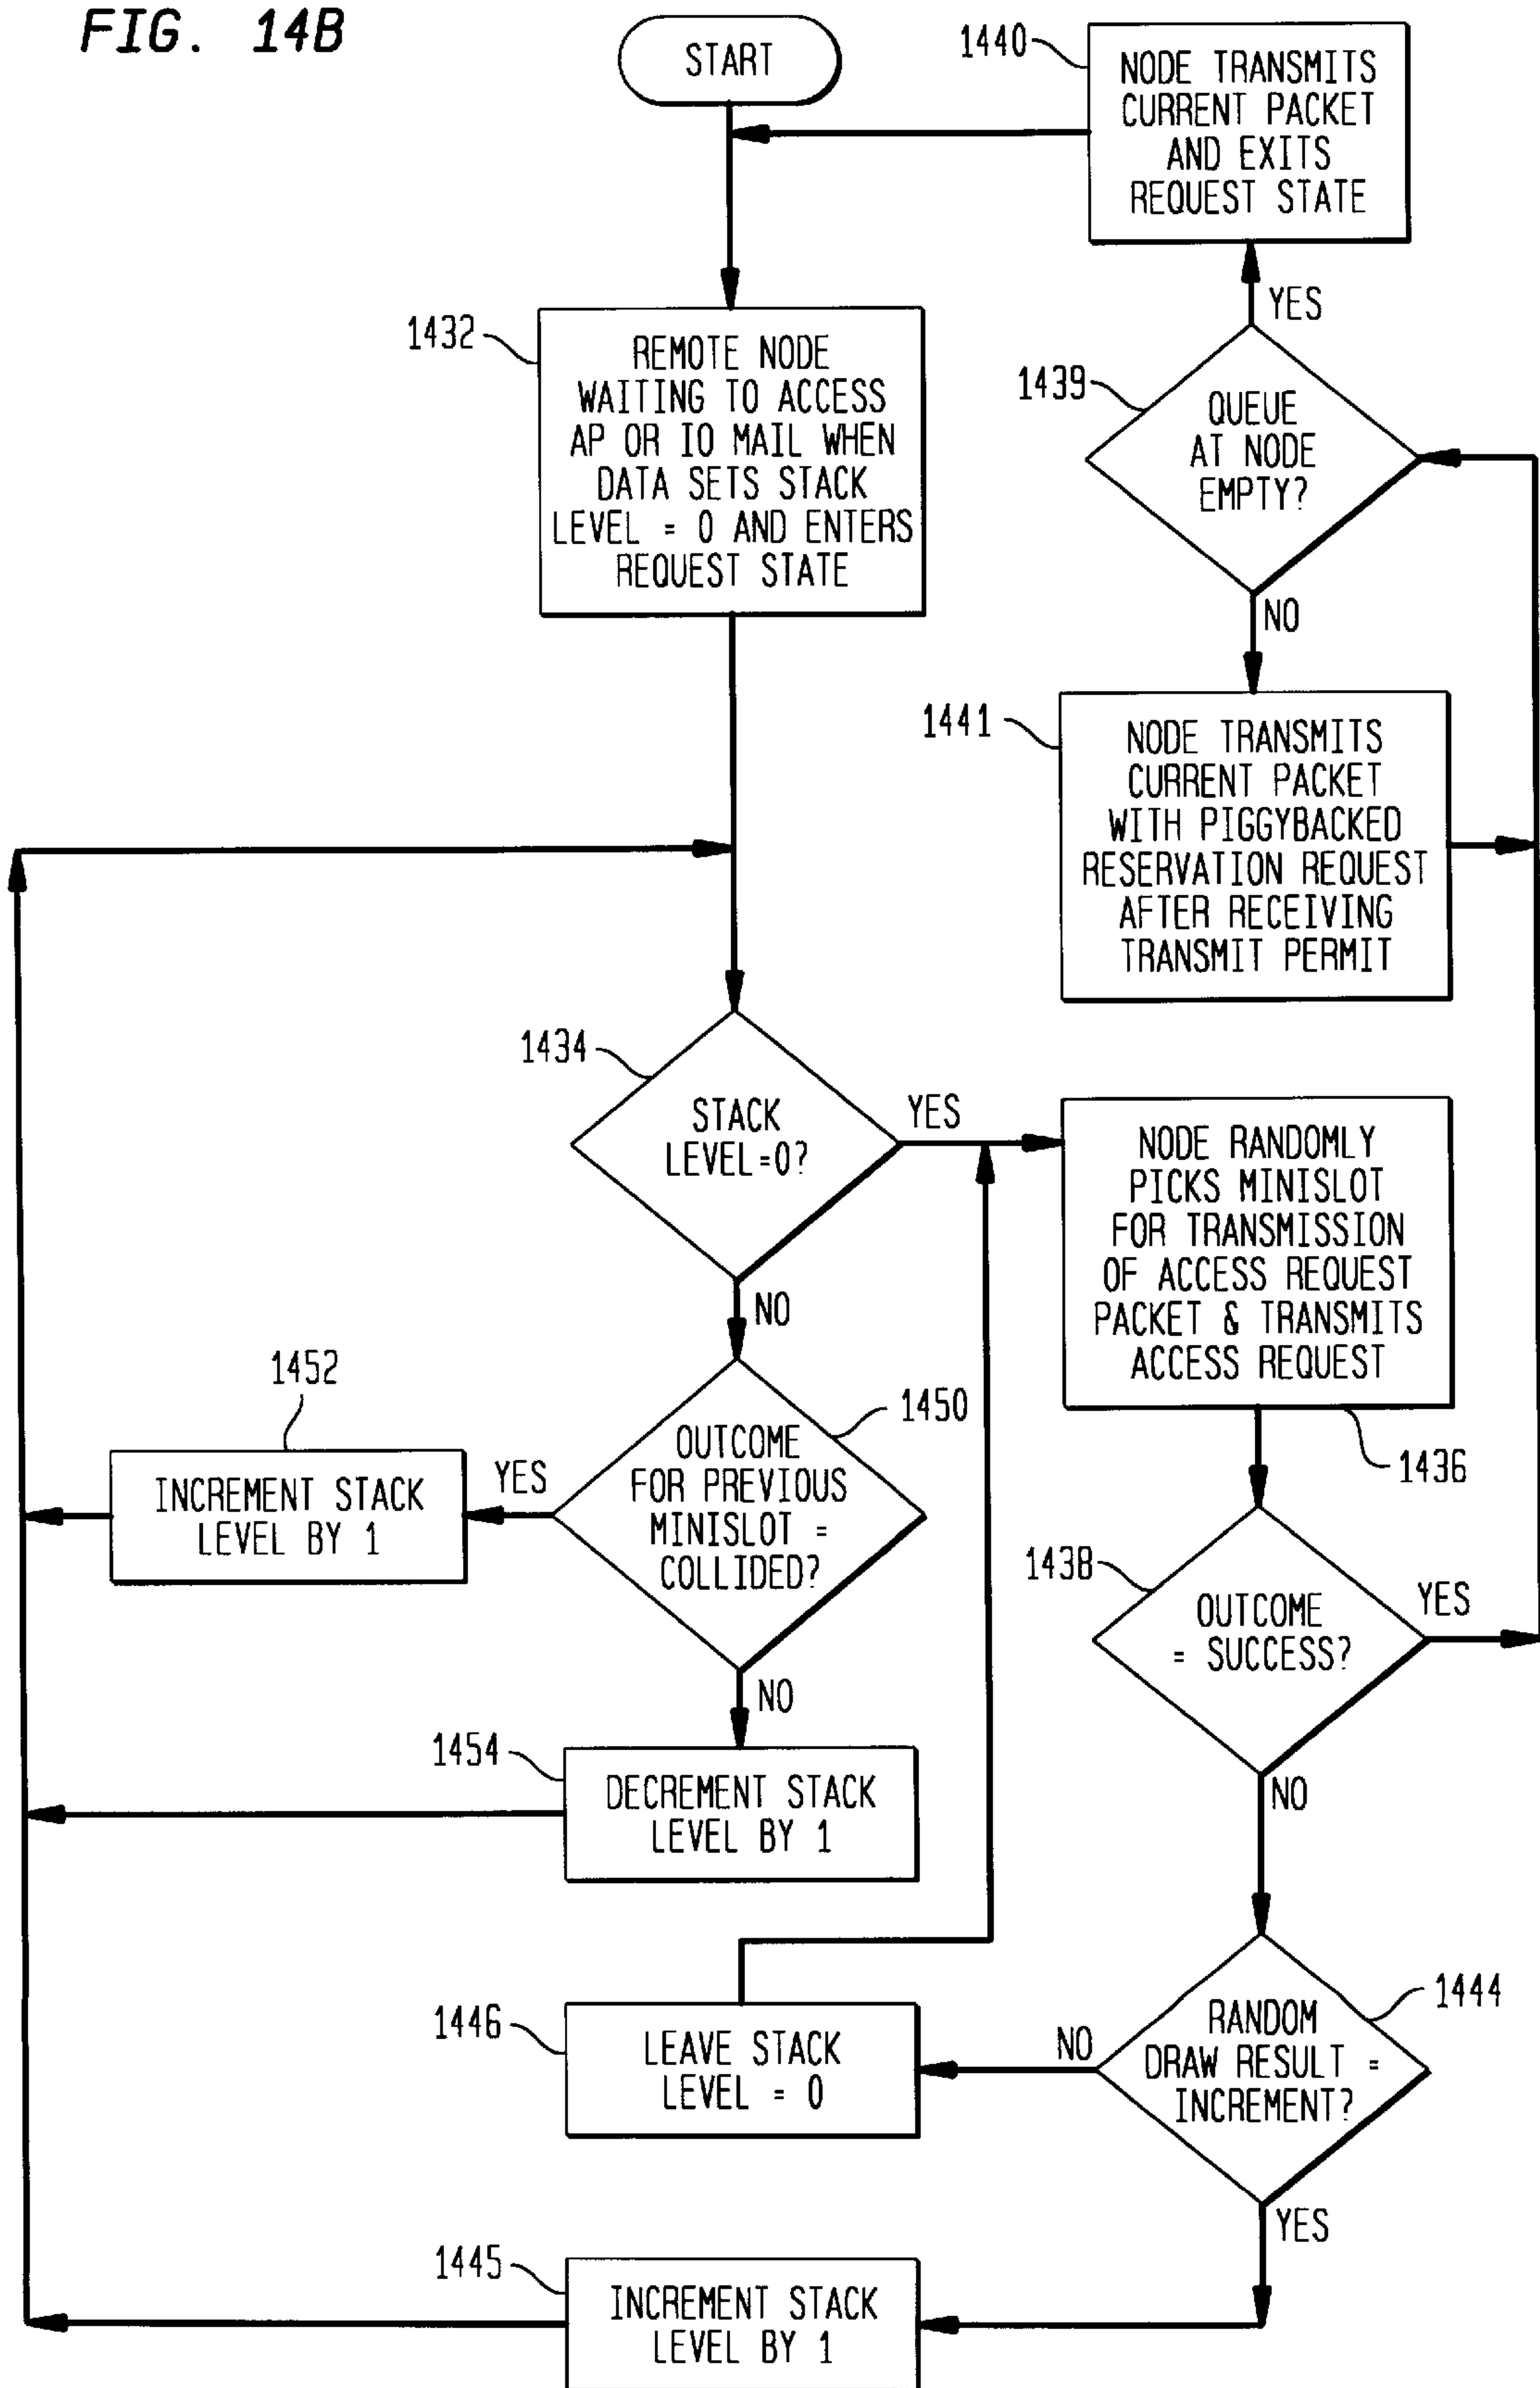 FIG. 14B
START
1440
NODE TRANSMITS
CURRENT PACKET
AND EXITS
REQUEST STATE
YES
1432
REMOTE NODE
WAITING TO ACCESS
AP OR IO MAIL WHEN
DATA SETS STACK
LEVEL = 0 AND ENTERS
REQUEST STATE
1439
QUEUE
AT NODE
EMPTY?
NO
1441
NODE TRANSMITS
CURRENT PACKET
WITH PIGGYBACKED
RESERVATION REQUEST
AFTER RECEIVING
TRANSMIT PERMIT
1434
STACK
LEVEL=0?
YES
NO
NODE RANDOMLY
PICKS MINISLOT
FOR TRANSMISSION
OF ACCESS REQUEST
PACKET & TRANSMITS
ACCESS REQUEST
1436
1452
INCREMENT STACK
LEVEL BY 1
YES
1450
OUTCOME
FOR PREVIOUS
MINISLOT =
COLLIDED?
NO
1438
OUTCOME
= SUCCESS?
YES
NO
1454
DECREMENT STACK
LEVEL BY 1
1446
LEAVE STACK
LEVEL = 0
NO
1444
RANDOM
DRAW RESULT =
INCREMENT?
YES
1445
INCREMENT STACK
LEVEL BY 1